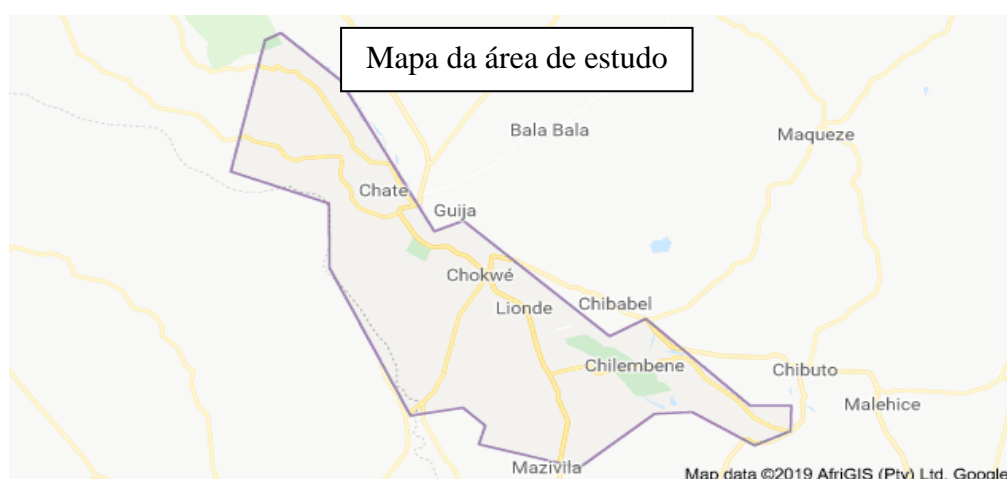 Mapa da área de estudo
Bala Bala
Maqueze
Chate
Guija
Chokwé
Lionde
Chibabel
Chilembene
Chibuto
Malehice
Mazivila
Map data ©2019 AfriGIS (Pty) Ltd, Google